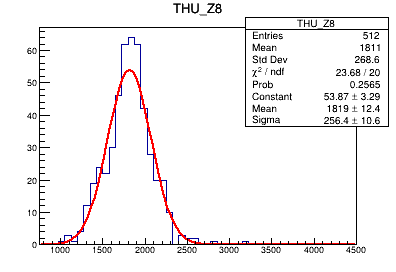 THU_Z8
THU_Z8
Entries 512
Mean 1811
Std Dev 268.6
χ² / ndf 23.68 / 20
Prob 0.2565
Constant 53.87 ± 3.29
Mean 1819 ± 12.4
Sigma 256.4 ± 10.6
60
50
40
30
20
10
0
1000 1500 2000 2500 3000 3500 4000 4500